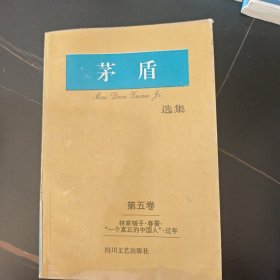 茅盾
Mao Dun Xuan Ji
选集
第五卷
林家铺子·春蚕·
“一个真正的中国人”·过年
四川文艺出版社